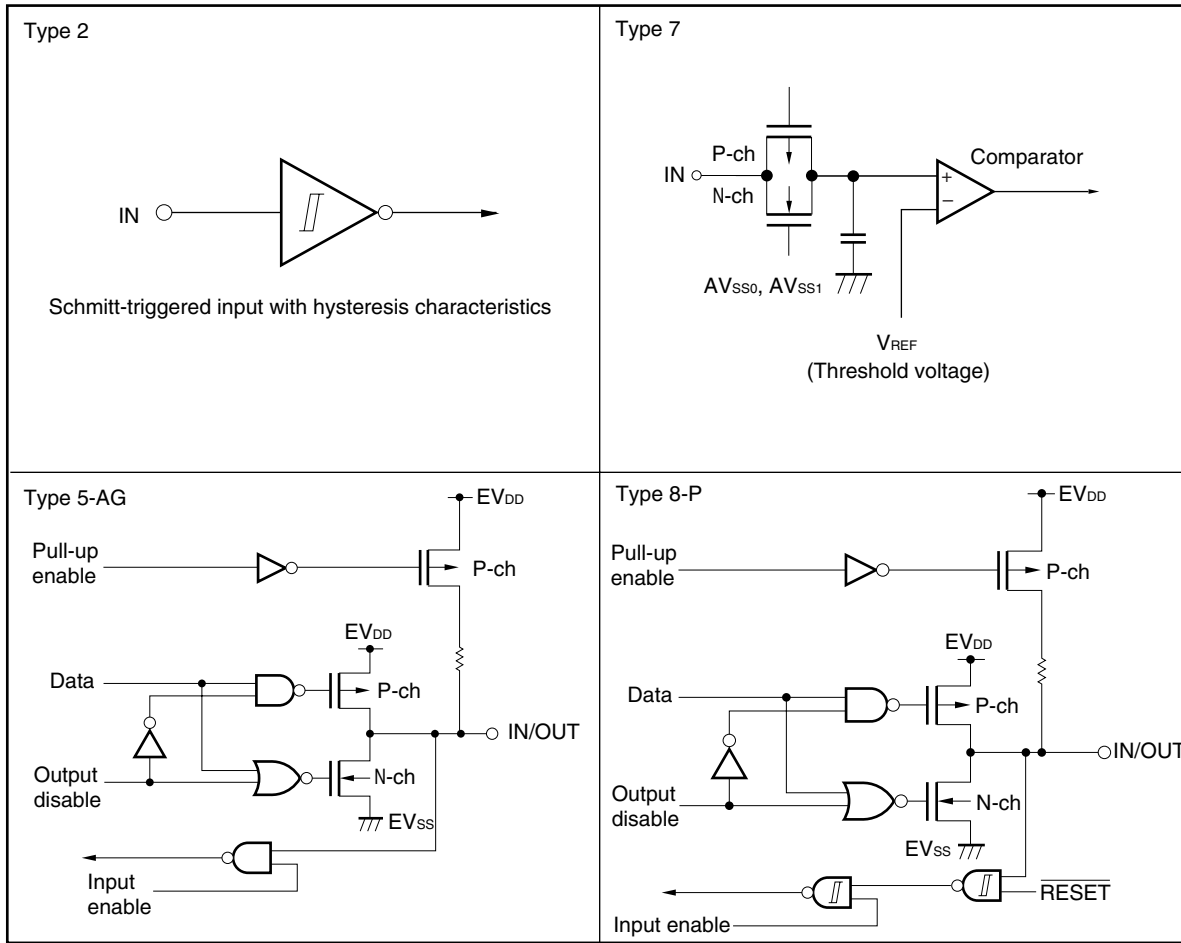 Type 2
IN
Schmitt-triggered input with hysteresis characteristics
Type 7
P-ch
IN
N-ch
Comparator
+
−
AVSS0, AVSS1
VREF
(Threshold voltage)
Type 5-AG
EVDD
Pull-up
enable
P-ch
EVDD
Data
P-ch
IN/OUT
Output
disable
N-ch
EVSS
Input
enable
Type 8-P
EVDD
Pull-up
enable
P-ch
EVDD
Data
P-ch
IN/OUT
Output
disable
N-ch
EVSS
RESET
Input enable